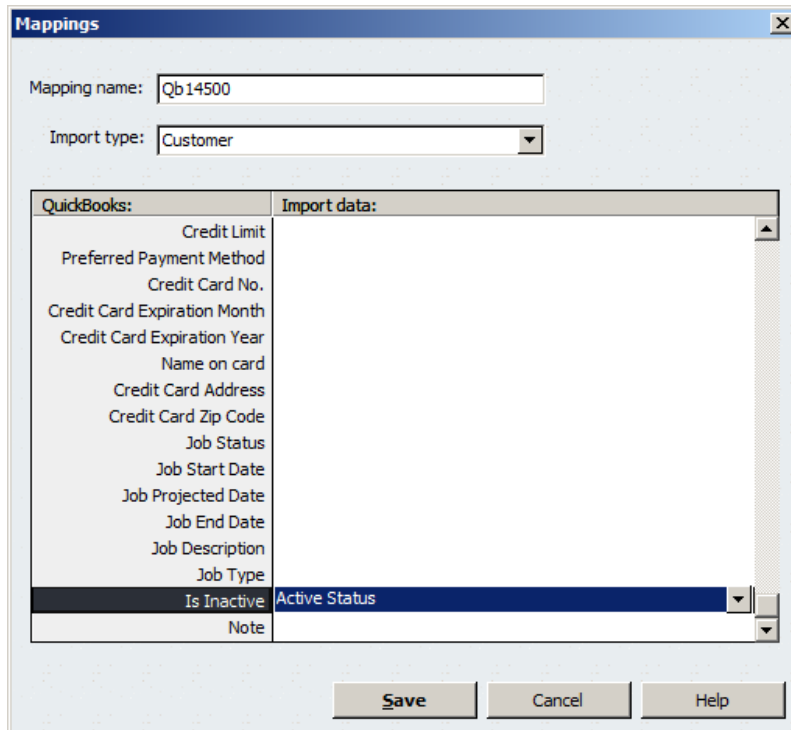 Mappings
Mapping name: Qb14500
Import type: Customer
QuickBooks: Import data:
Credit Limit
Preferred Payment Method
Credit Card No.
Credit Card Expiration Month
Credit Card Expiration Year
Name on card
Credit Card Address
Credit Card Zip Code
Job Status
Job Start Date
Job Projected Date
Job End Date
Job Description
Job Type
Is Inactive Active Status
Note
Save Cancel Help